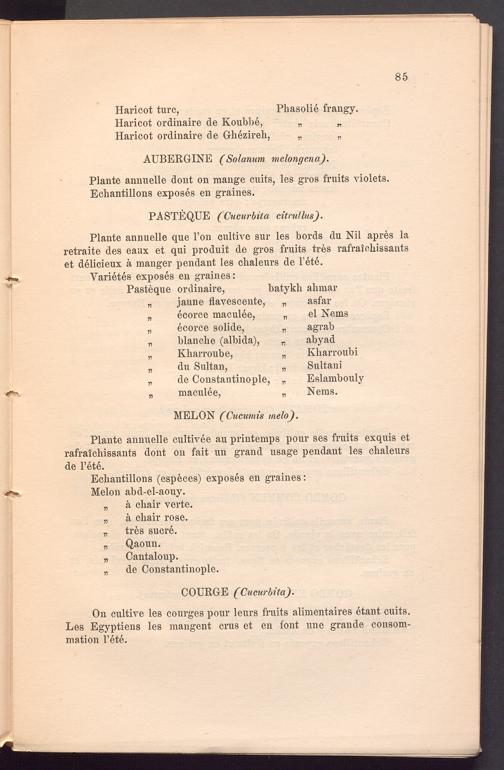 85
Haricot turc, Phasolié frangy.
Haricot ordinaire de Koubbé, „ „
Haricot ordinaire de Ghézireh, „ „
AUBERGINE (Solanum melongena).
Plante annuelle dont on mange cuits, les gros fruits violets.
Echantillons exposés en graines.
PASTÈQUE (Cucurbita citrullus).
Plante annuelle que l'on cultive sur les bords du Nil après la
retraite des eaux et qui produit de gros fruits très rafraîchissants
et délicieux à manger pendant les chaleurs de l'été.
Variétés exposés en graines:
Pastèque ordinaire, batykh ahmar
„ jaune flavescente, „ asfar
„ écorce maculée, „ el Nems
„ écorce solide, „ agrab
„ blanche (albida), „ abyad
„ Kharroube, „ Kharroubi
„ du Sultan, „ Sultani
„ de Constantinople, „ Eslambouly
„ maculée, „ Nems.
MELON (Cucumis melo).
Plante annuelle cultivée au printemps pour ses fruits exquis et
rafraîchissants dont on fait un grand usage pendant les chaleurs
de l'été.
Echantillons (espèces) exposés en graines:
Melon abd-el-aouy.
„ à chair verte.
„ à chair rose.
„ très sucré.
„ Qaoun.
„ Cantaloup.
„ de Constantinople.
COURGE (Cucurbita).
On cultive les courges pour leurs fruits alimentaires étant cuits.
Les Egyptiens les mangent crus et en font une grande consom-
mation l'été.